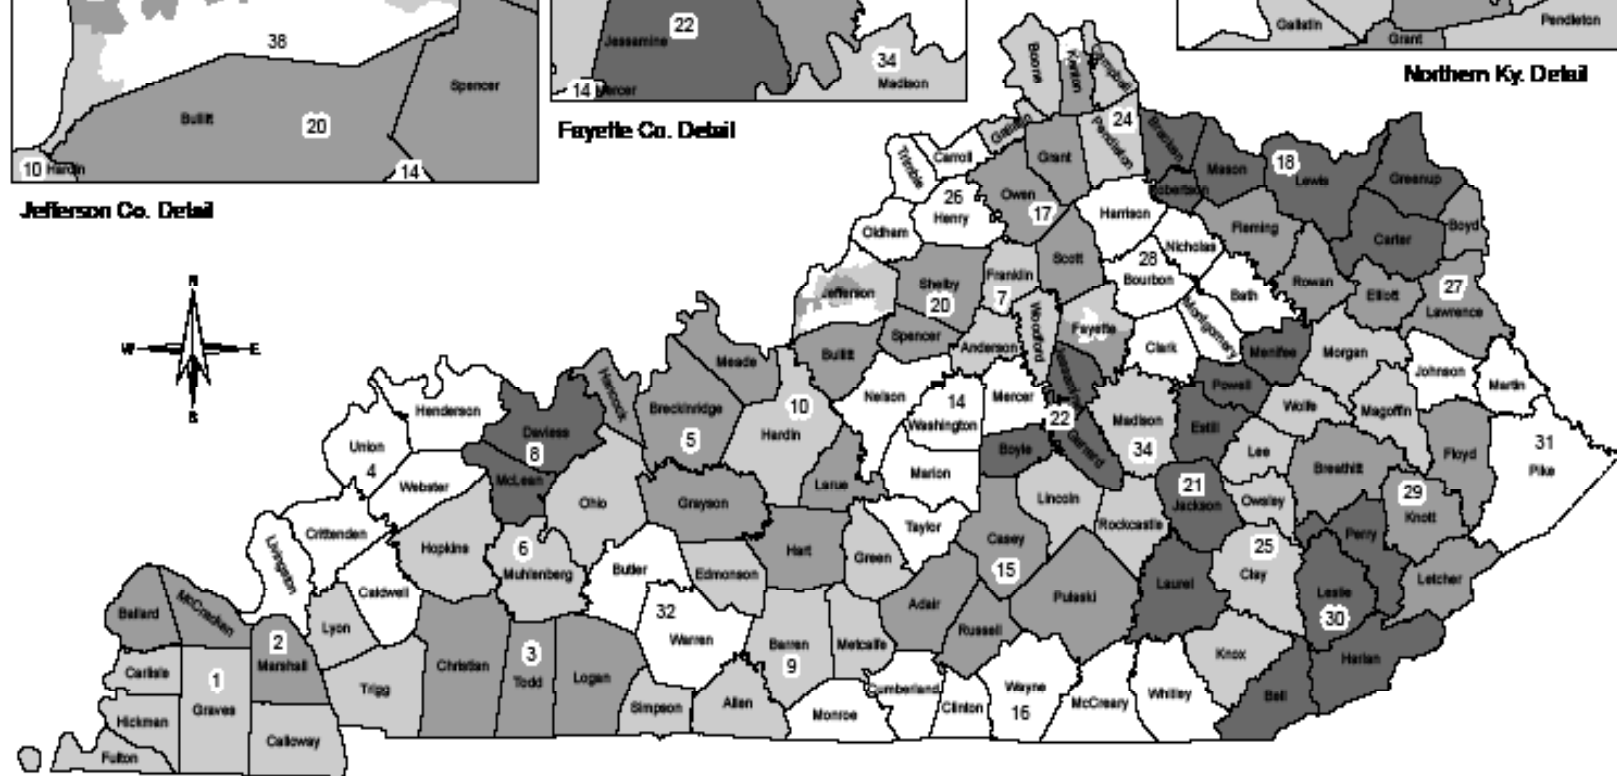 38
Spencer
Bullitt
20
10 Hardin
14
Jefferson Co. Detail
22
Jessamine
34
Madison
14 Mercer
Fayette Co. Detail
Gallatin
Pendleton
Grant
Northern Ky. Detail
N
W E
S
Boone
Kenton
Campbell
24
Gallatin
Pendleton
Bracken
Carroll
Trimble
Grant
Mason
18
Lewis
Greenup
Robertson
Owen
17
26
Henry
Harrison
Oldham
Fleming
Boyd
Carter
Nicholas
28
Bourbon
Scott
Franklin
7
Shelby
20
Jefferson
Bath
Rowan
Elliott
27
Lawrence
Woodford
Fayette
Montgomery
Spencer
Anderson
Clark
Menifee
Morgan
Bullitt
Meade
Hancock
Jessamine
Johnson
Martin
Powell
Nelson
Mercer
14
Washington
Wolfe
Magoffin
Henderson
Breckinridge
5
10
Hardin
22
Madison
34
Estill
Daviess
8
Union
4
Boyle
Garrard
Lee
Floyd
31
Pike
Breathitt
Marion
McLean
Webster
Larue
21
Jackson
29
Knott
Lincoln
Owsley
Ohio
Grayson
Taylor
Rockcastle
Perry
Crittenden
Livingston
Hopkins
6
Muhlenberg
Hart
Green
Casey
15
25
Clay
Butler
Edmonson
Laurel
Letcher
Caldwell
Pulaski
Leslie
30
Adair
Ballard
McCracken
32
Warren
Lyon
Russell
2
Marshall
Barren
9
Metcalfe
Knox
Harlan
Christian
3
Todd
Logan
Carlisle
1
Graves
Trigg
Cumberland
Wayne
16
McCreary
Whitley
Bell
Simpson
Allen
Clinton
Monroe
Hickman
Calloway
Fulton